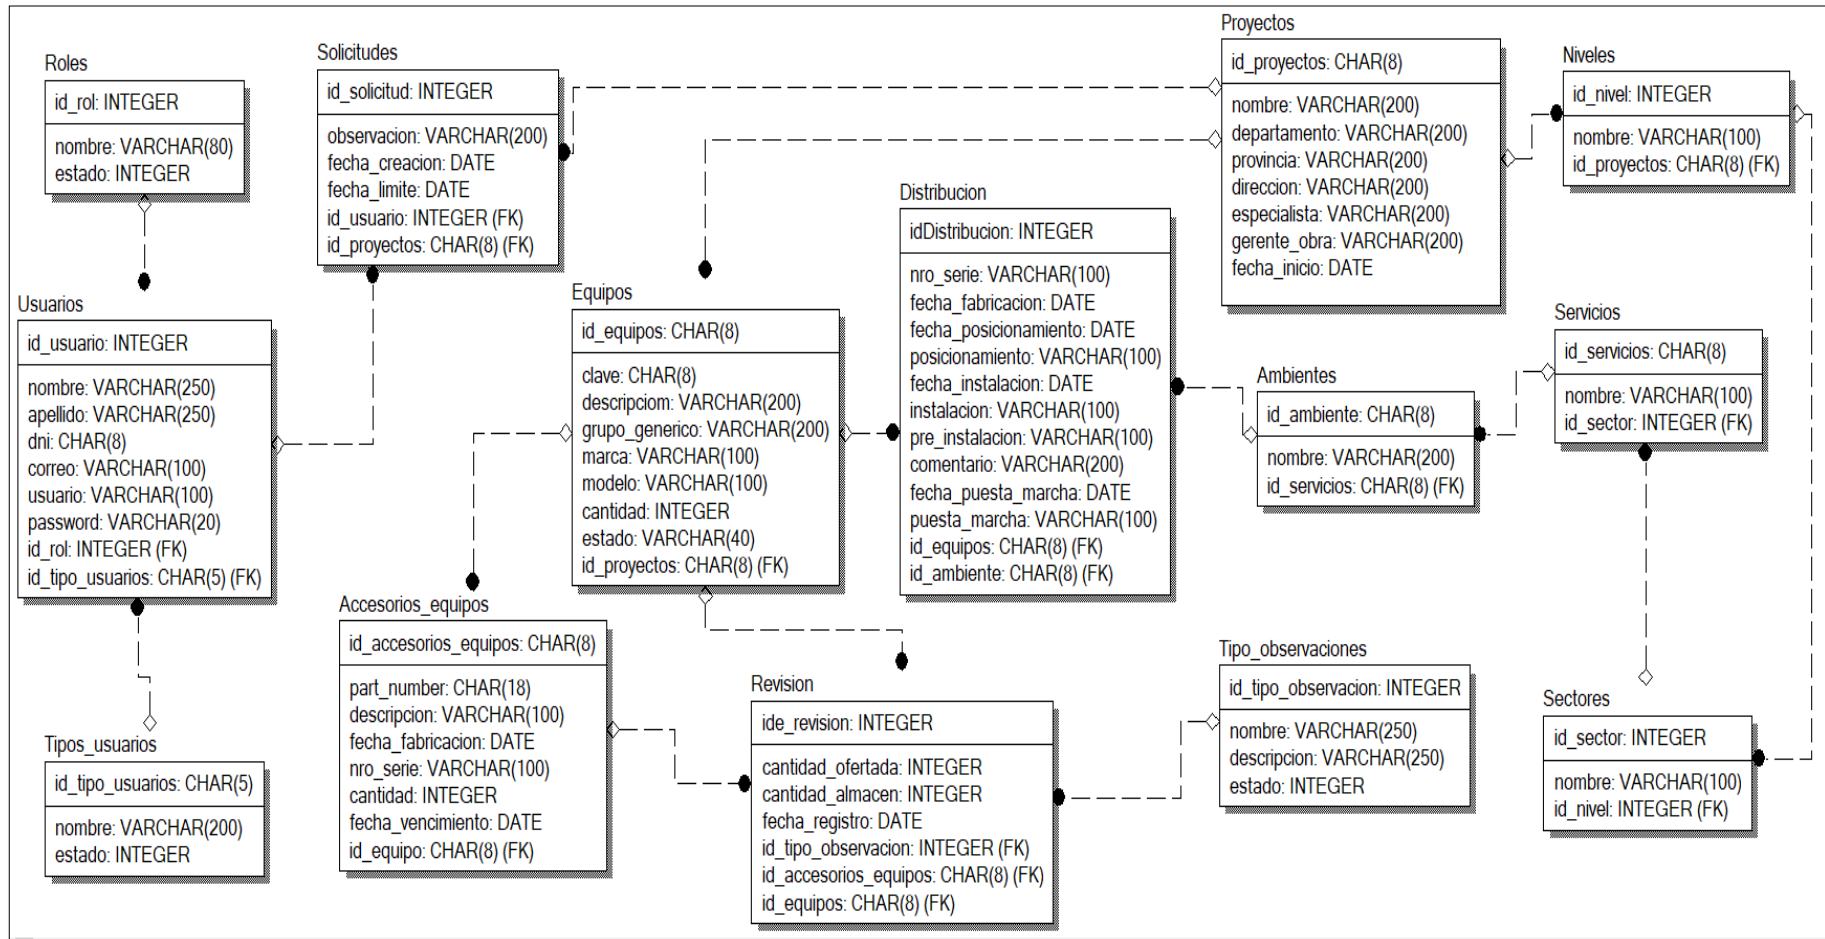 Roles
id_rol: INTEGER
nombre: VARCHAR(80)
estado: INTEGER
Solicitudes
id_solicitud: INTEGER
observacion: VARCHAR(200)
fecha_creacion: DATE
fecha_limite: DATE
id_usuario: INTEGER (FK)
id_proyectos: CHAR(8) (FK)
Proyectos
id_proyectos: CHAR(8)
nombre: VARCHAR(200)
departamento: VARCHAR(200)
provincia: VARCHAR(200)
direccion: VARCHAR(200)
especialista: VARCHAR(200)
gerente_obra: VARCHAR(200)
fecha_inicio: DATE
Niveles
id_nivel: INTEGER
nombre: VARCHAR(100)
id_proyectos: CHAR(8) (FK)
Usuarios
id_usuario: INTEGER
nombre: VARCHAR(250)
apellido: VARCHAR(250)
dni: CHAR(8)
correo: VARCHAR(100)
usuario: VARCHAR(100)
password: VARCHAR(20)
id_rol: INTEGER (FK)
id_tipo_usuarios: CHAR(5) (FK)
Equipos
id_equipos: CHAR(8)
clave: CHAR(8)
descripciom: VARCHAR(200)
grupo_generico: VARCHAR(200)
marca: VARCHAR(100)
modelo: VARCHAR(100)
cantidad: INTEGER
estado: VARCHAR(40)
id_proyectos: CHAR(8) (FK)
Distribucion
idDistribucion: INTEGER
nro_serie: VARCHAR(100)
fecha_fabricacion: DATE
fecha_posicionamiento: DATE
posicionamiento: VARCHAR(100)
fecha_instalacion: DATE
instalacion: VARCHAR(100)
pre_instalacion: VARCHAR(100)
comentario: VARCHAR(200)
fecha_puesta_marcha: DATE
puesta_marcha: VARCHAR(100)
id_equipos: CHAR(8) (FK)
id_ambiente: CHAR(8) (FK)
Ambientes
id_ambiente: CHAR(8)
nombre: VARCHAR(200)
id_servicios: CHAR(8) (FK)
Servicios
id_servicios: CHAR(8)
nombre: VARCHAR(100)
id_sector: INTEGER (FK)
Tipos_usuarios
id_tipo_usuarios: CHAR(5)
nombre: VARCHAR(200)
estado: INTEGER
Accesorios_equipos
id_accesorios_equipos: CHAR(8)
part_number: CHAR(18)
descripcion: VARCHAR(100)
fecha_fabricacion: DATE
nro_serie: VARCHAR(100)
cantidad: INTEGER
fecha_vencimiento: DATE
id_equipo: CHAR(8) (FK)
Revision
ide_revision: INTEGER
cantidad_ofertada: INTEGER
cantidad_almacen: INTEGER
fecha_registro: DATE
id_tipo_observacion: INTEGER (FK)
id_accesorios_equipos: CHAR(8) (FK)
id_equipos: CHAR(8) (FK)
Tipo_observaciones
id_tipo_observacion: INTEGER
nombre: VARCHAR(250)
descripcion: VARCHAR(250)
estado: INTEGER
Sectores
id_sector: INTEGER
nombre: VARCHAR(100)
id_nivel: INTEGER (FK)